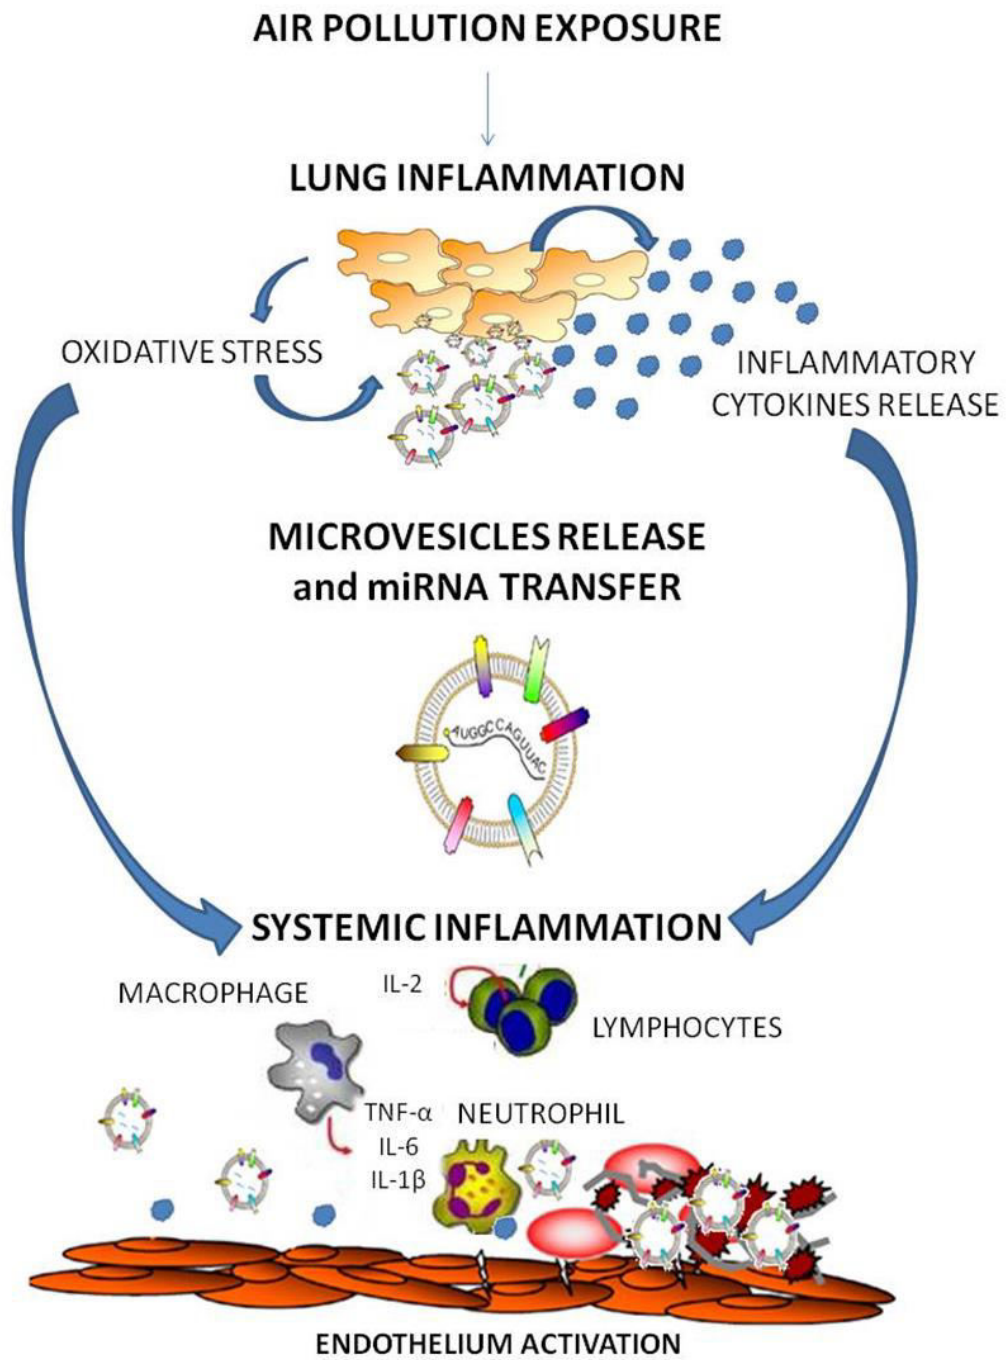 AIR POLLUTION EXPOSURE
LUNG INFLAMMATION
OXIDATIVE STRESS
INFLAMMATORY
CYTOKINES RELEASE
MICROVESICLES RELEASE
and miRNA TRANSFER
AUGGCCAGUUAC
SYSTEMIC INFLAMMATION
MACROPHAGE
IL-2
LYMPHOCYTES
TNF-α
NEUTROPHIL
IL-6
IL-1β
ENDOTHELIUM ACTIVATION